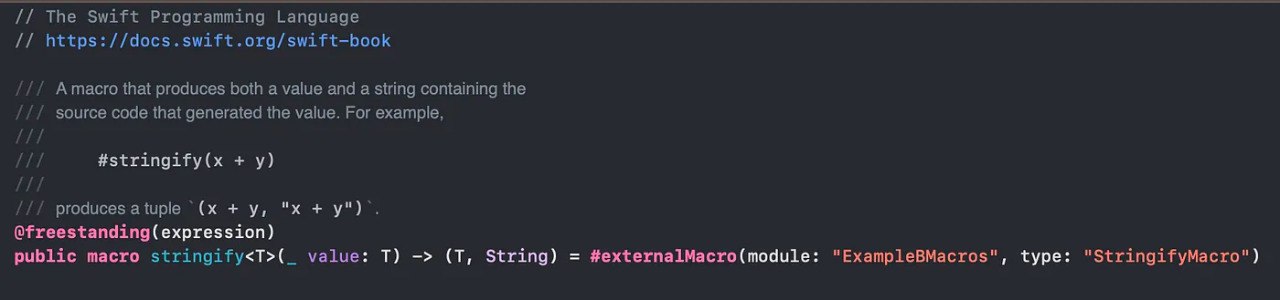 // The Swift Programming Language
// https://docs.swift.org/swift-book
/// A macro that produces both a value and a string containing the
/// source code that generated the value. For example,
///
///     #stringify(x + y)
///
/// produces a tuple `(x + y, "x + y")`.
@freestanding(expression)
public macro stringify<T>(_ value: T) -> (T, String) = #externalMacro(module: "ExampleBMacros", type: "StringifyMacro")